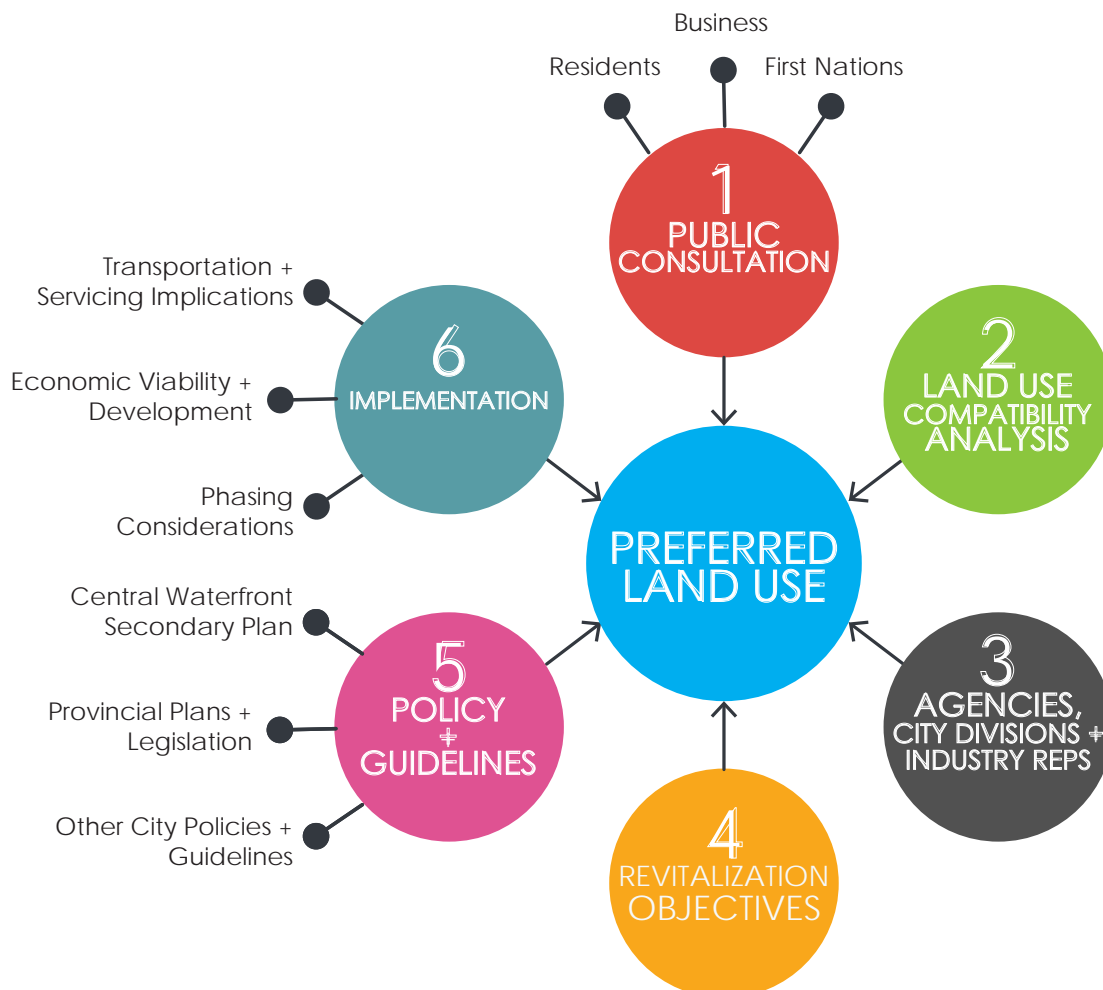 Business
Residents
First Nations
1
PUBLIC
CONSULTATION
Transportation +
Servicing Implications
Economic Viability +
Development
Phasing
Considerations
6
IMPLEMENTATION
2
LAND USE
COMPATIBILITY
ANALYSIS
PREFERRED
LAND USE
Central Waterfront
Secondary Plan
Provincial Plans +
Legislation
Other City Policies +
Guidelines
5
POLICY
+
GUIDELINES
3
AGENCIES,
CITY DIVISIONS +
INDUSTRY REPS
4
REVITALIZATION
OBJECTIVES